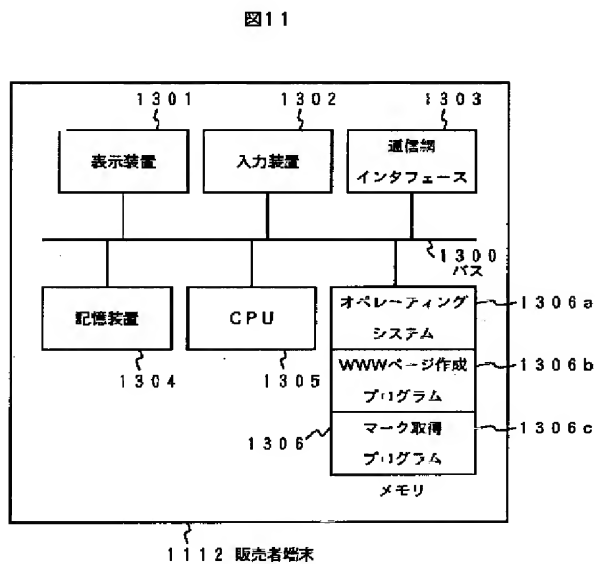 図11
1301
1302
1303
表示装置
入力装置
通信網
インタフェース
1300
バス
記憶装置
CPU
オペレーティング
システム
1306a
WWWページ作成
プログラム
1306b
マーク取得
プログラム
1306c
1304
1305
1306
メモリ
1112 販売者端末